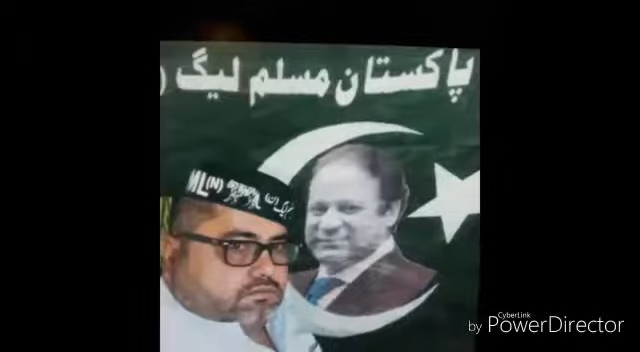 پاکستان مسلم لیگ (
ML(N)
by CyberLink
PowerDirector